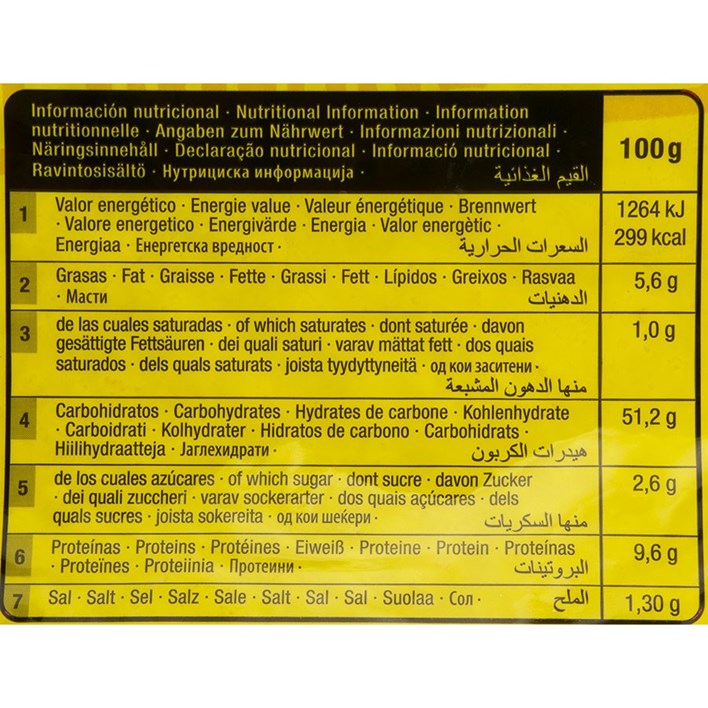 Información nutricional · Nutritional Information · Information
nutritionnelle · Angaben zum Nährwert · Informazioni nutrizionali ·
Näringsinnehåll · Declaração nutricional · Informació nutricional ·
Ravintosisältö · Нутрициска информација · القيم الغذائية
100g
1 Valor energético · Energie value · Valeur énergétique · Brennwert
· Valore energetico · Energivärde · Energia · Valor energètic ·
Energiaa · Енергетска вредност · السعرات الحرارية
1264 kJ
299 kcal
2 Grasas · Fat · Graisse · Fette · Grassi · Fett · Lípidos · Greixos · Rasvaa
· Масти الدهنيات
5,6 g
3 de las cuales saturadas · of which saturates · dont saturée · davon
gesättigte Fettsäuren · dei quali saturi · varav mättat fett · dos quais
saturados · dels quals saturats · joista tyydyttyneitä · од кои заситени ·
منها الدهون المشبعة
1,0 g
4 Carbohidratos · Carbohydrates · Hydrates de carbone · Kohlenhydrate
· Carboidrati · Kolhydrater · Hidratos de carbono · Carbohidrats ·
Hiilihydraatteja · Јаглехидрати · هيدرات الكربون
51,2 g
5 de los cuales azúcares · of which sugar · dont sucre · davon Zucker
· dei quali zuccheri · varav sockerarter · dos quais açúcares · dels
quals sucres · joista sokereita · од кои шеќери · منها السكريات
2,6 g
6 Proteínas · Proteins · Protéines · Eiweiß · Proteine · Protein · Proteínas
· Proteïnes · Proteiinia · Протеини · البروتينات
9,6 g
7 Sal · Salt · Sel · Salz · Sale · Salt · Sal · Sal · Suolaa · Сол · الملح
1,30 g